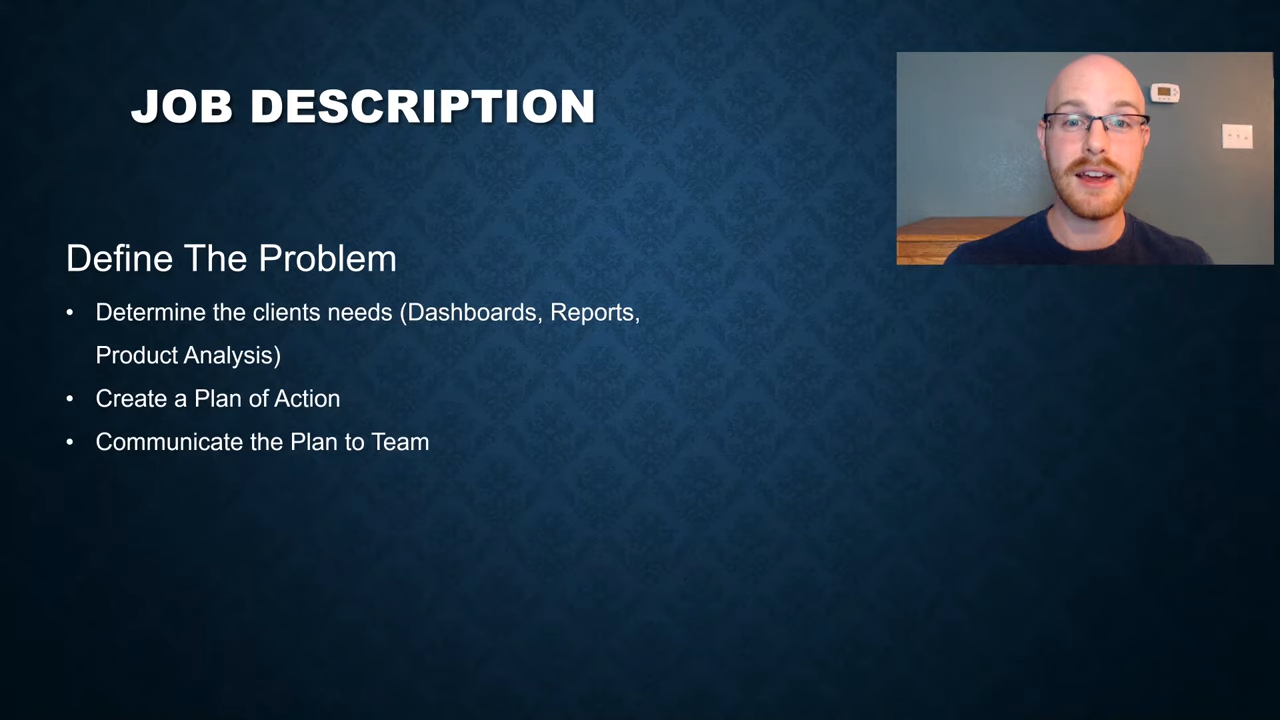 JOB DESCRIPTION
Define The Problem
• Determine the clients needs (Dashboards, Reports,
Product Analysis)
• Create a Plan of Action
• Communicate the Plan to Team